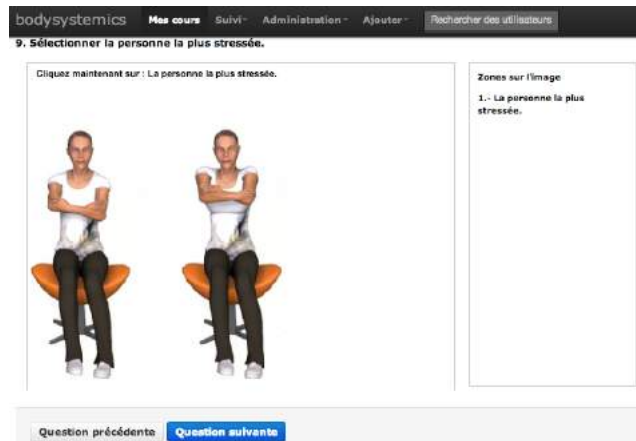 bodysystemics Mes cours Suivi Administration Ajouter Rechercher des utilisateurs
9. Sélectionner la personne la plus stressée.
Cliquez maintenant sur : La personne la plus stressée.
Zones sur l'image
1.- La personne la plus
stressée.
Question précédente Question suivante